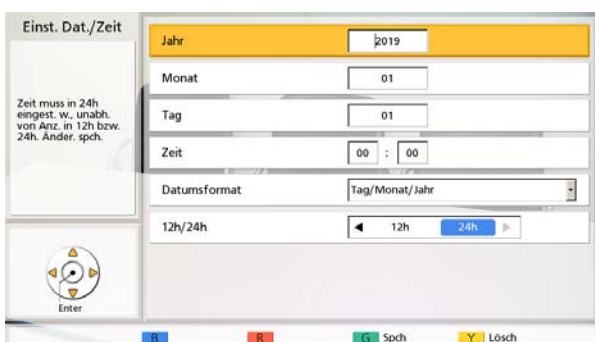 Einst. Dat./Zeit
Zeit muss in 24h
eingest. w., unabh.
von Anz. in 12h bzw.
24h. Änder. spch.
Jahr 2019
Monat 01
Tag 01
Zeit 00 : 00
Datumsformat Tag/Monat/Jahr
12h/24h 12h 24h
Enter
B R G Spch Y Lösch